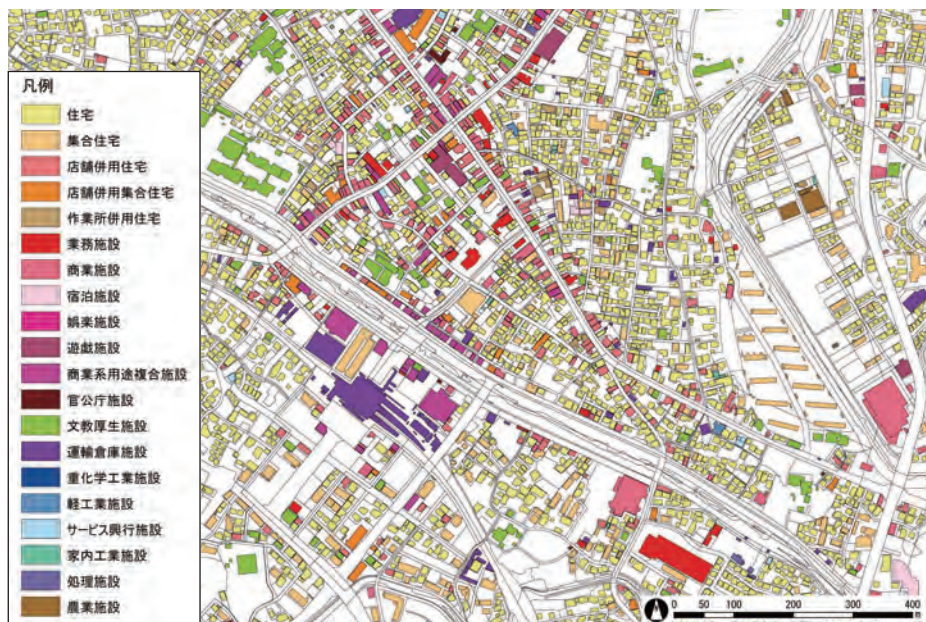 凡例
住宅
集合住宅
店舗併用住宅
店舗併用集合住宅
作業所併用住宅
業務施設
商業施設
宿泊施設
娯楽施設
遊戯施設
商業系用途複合施設
官公庁施設
文教厚生施設
運輸倉庫施設
重化学工業施設
軽工業施設
サービス興行施設
家内工業施設
処理施設
農業施設
0 50 100 200 300 400
m